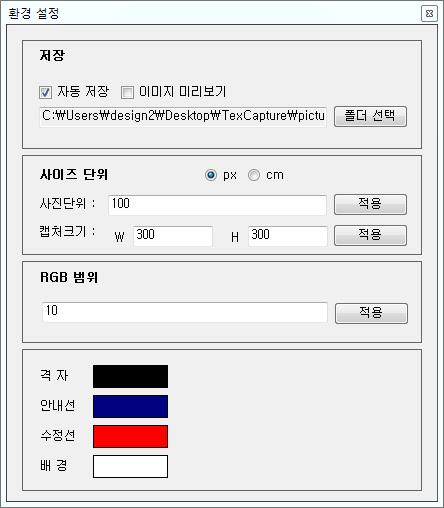 환경 설정
저장
자동 저장 이미지 미리보기
C:₩Users₩design2₩Desktop₩TexCapture₩pictu 폴더 선택
사이즈 단위 px cm
사진단위 : 100 적용
캡처크기 : W 300 H 300 적용
RGB 범위
10 적용
격 자
안내선
수정선
배 경